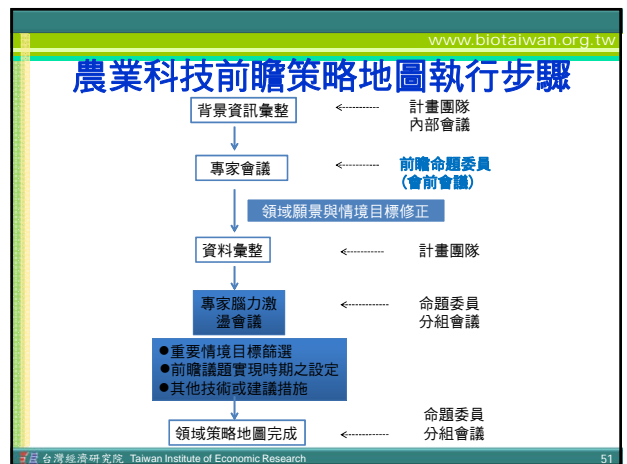 www.biotaiwan.org.tw
農業科技前瞻策略地圖執行步驟
背景資訊彙整
計畫團隊
內部會議
專家會議
前瞻命題委員
(會前會議)
領域願景與情境目標修正
資料彙整
計畫團隊
專家腦力激
盪會議
命題委員
分組會議
●重要情境目標篩選
●前瞻議題實現時期之設定
●其他技術或建議措施
領域策略地圖完成
命題委員
分組會議
台灣經濟研究院 Taiwan Institute of Economic Research
51